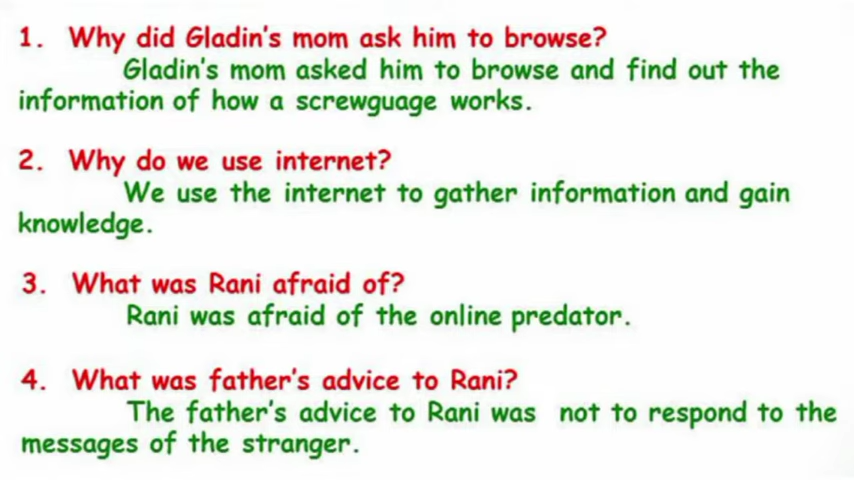 1. Why did Gladin's mom ask him to browse?
Gladin's mom asked him to browse and find out the
information of how a screwguage works.
2. Why do we use internet?
We use the internet to gather information and gain
knowledge.
3. What was Rani afraid of?
Rani was afraid of the online predator.
4. What was father's advice to Rani?
The father's advice to Rani was not to respond to the
messages of the stranger.